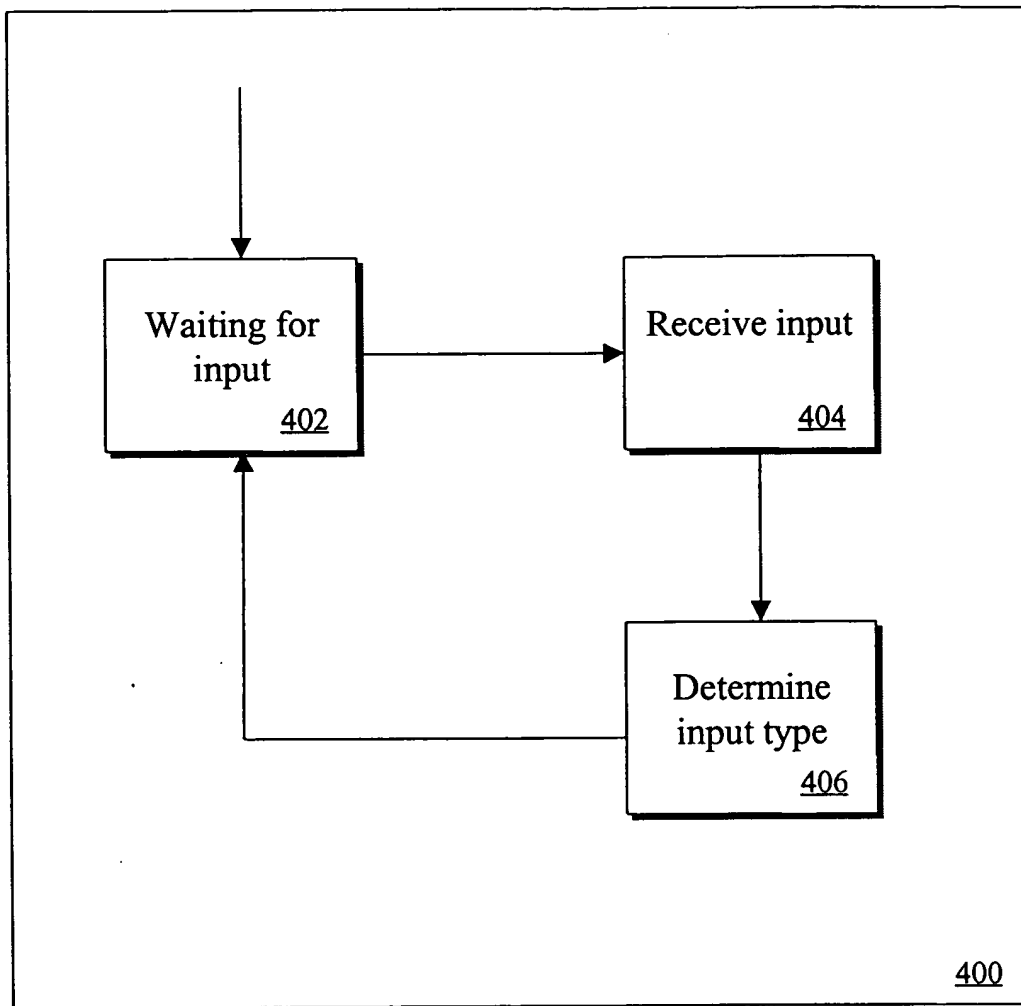 Waiting for
input
402
Receive input
404
Determine
input type
406
400